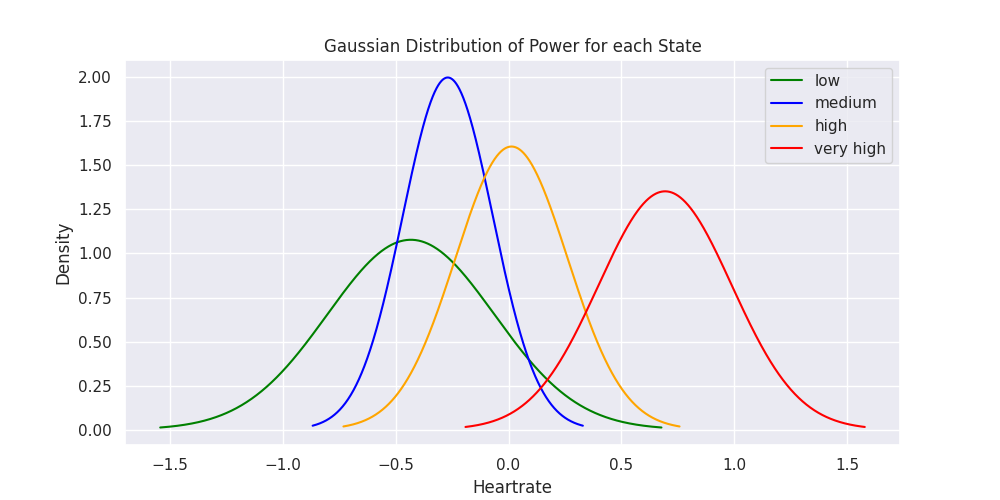 Gaussian Distribution of Power for each State
low
medium
high
very high
2.00
1.75
1.50
1.25
1.00
0.75
0.50
0.25
0.00
Density
−1.5
−1.0
−0.5
0.0
0.5
1.0
1.5
Heartrate